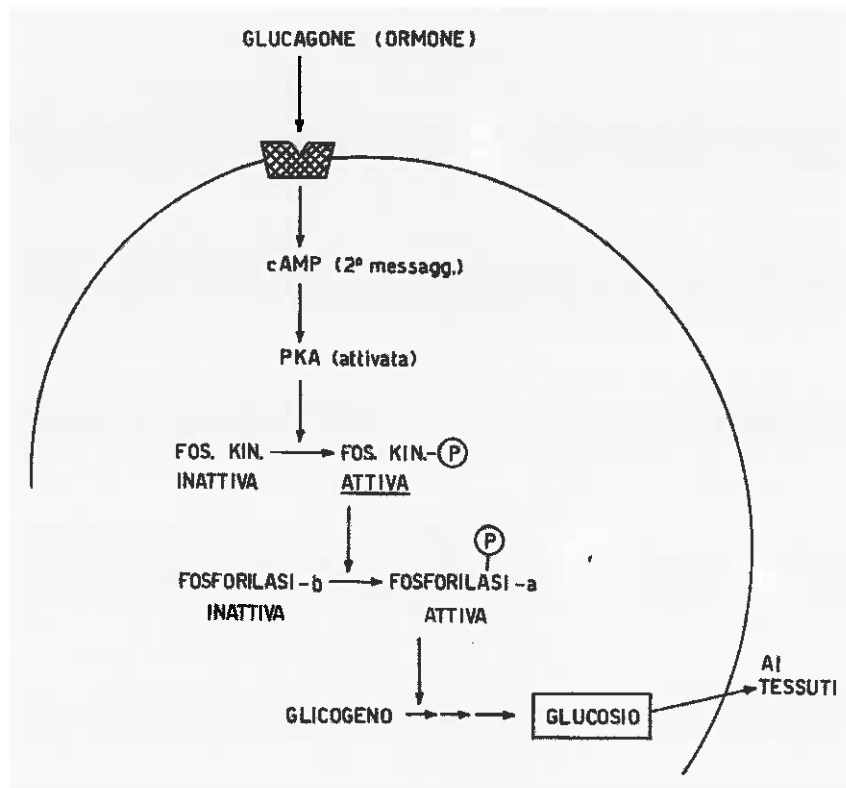 GLUCAGONE (ORMONE)
cAMP (2º messagg.)
PKA (attivata)
FOS. KIN. FOS. KIN.-P
INATTIVA ATTIVA
P
FOSFORILASI-b FOSFORILASI-a
INATTIVA ATTIVA
AI
TESSUTI
GLICOGENO GLUCOSIO